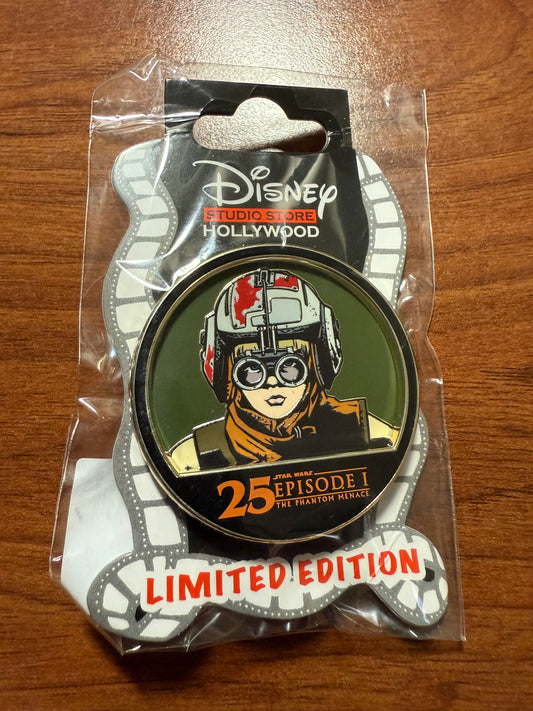 Disney
STUDIO STORE
HOLLYWOOD
STAR WARS
25 EPISODE I
THE PHANTOM MENACE
LIMITED EDITION